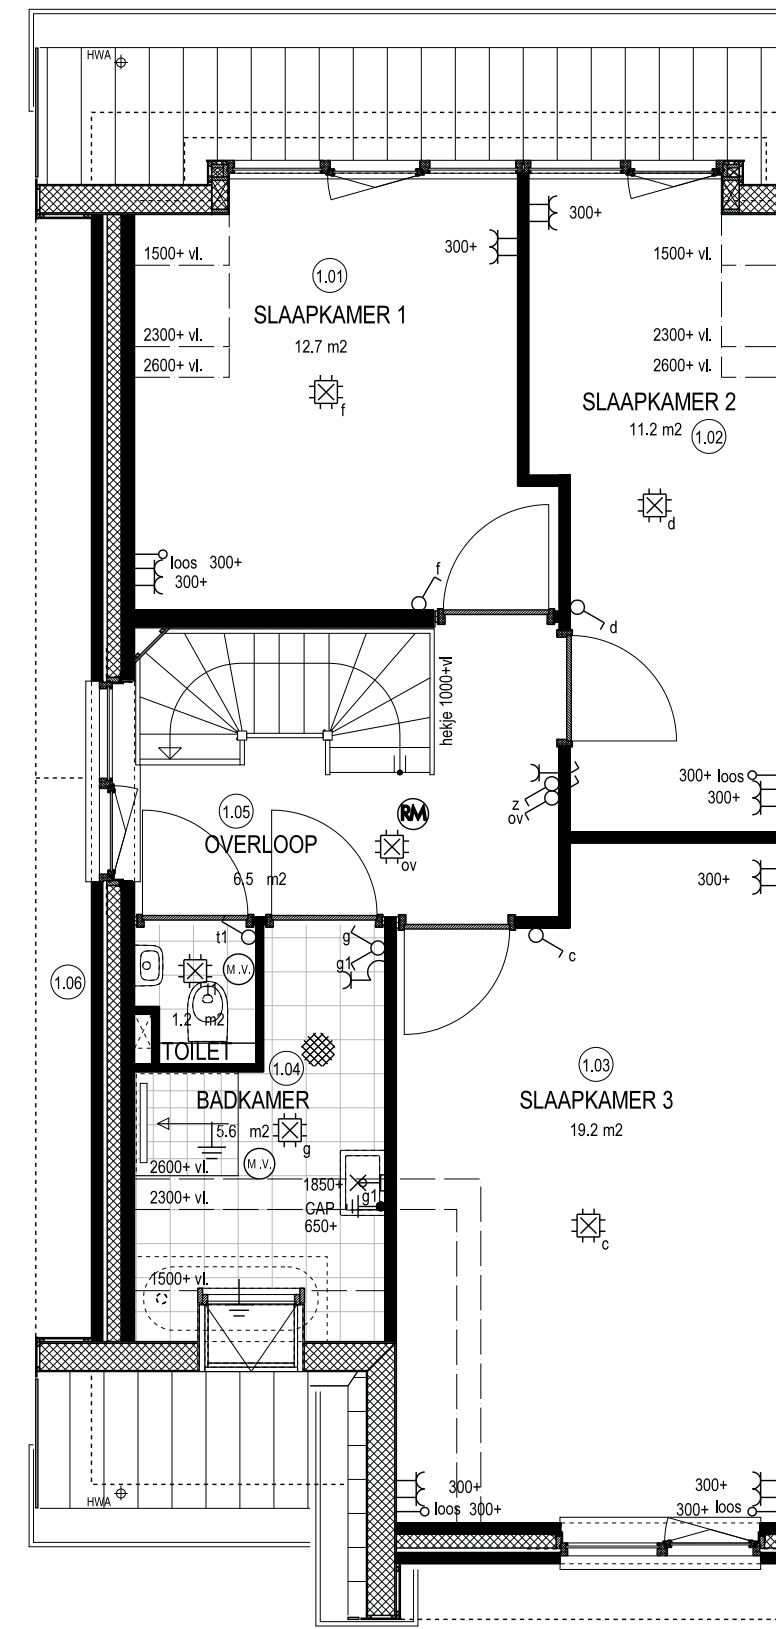 HWA
300+
300+
1500+ vl.
1500+ vl.
1.01
SLAAPKAMER 1
12.7 m2
2300+ vl.
2300+ vl.
2600+ vl.
2600+ vl.
SLAAPKAMER 2
11.2 m2
1.02
f
d
loos 300+
300+
f
d
hekje 1000+vl
300+ loos
300+
z
ov
1.05
RM
OVERLOOP
6.5 m2
ov
300+
t1
g
g1
c
M.V.
1.06
1.2 m2
TOILET
1.04
1.03
BADKAMER
SLAAPKAMER 3
5.6 m2
19.2 m2
g
M.V.
2600+ vl.
1850+
2300+ vl.
g1
CAP
650+
c
1500+ vl.
300+
300+
loos 300+
300+ loos
HWA